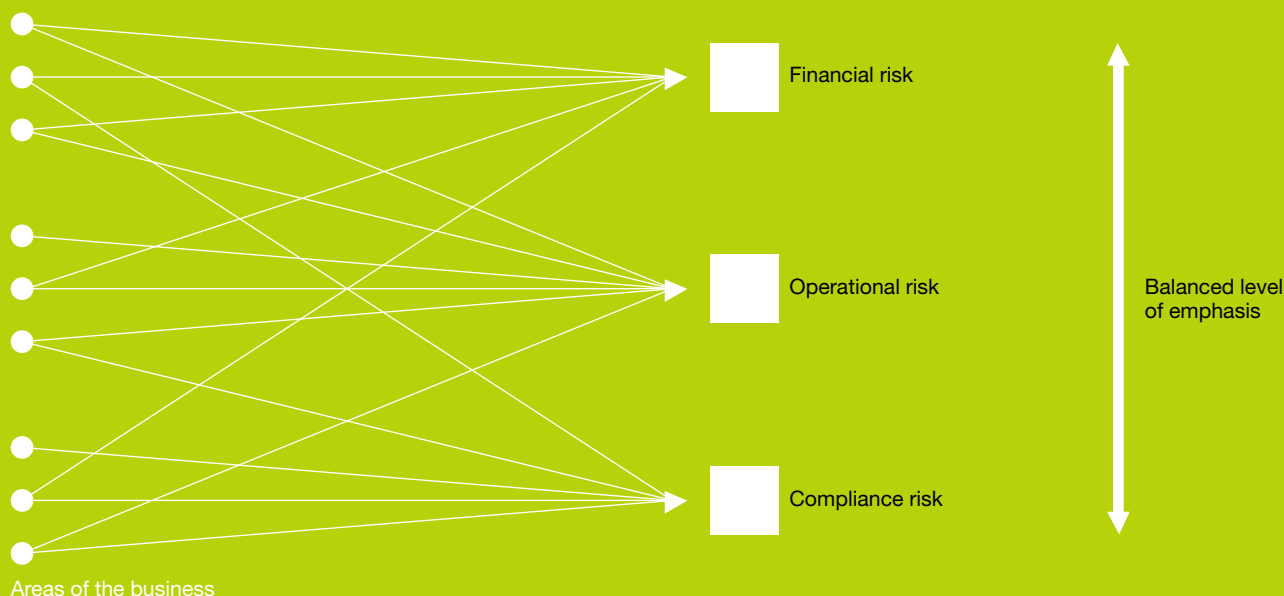 Financial risk
Operational risk
Balanced level
of emphasis
Compliance risk
Areas of the business